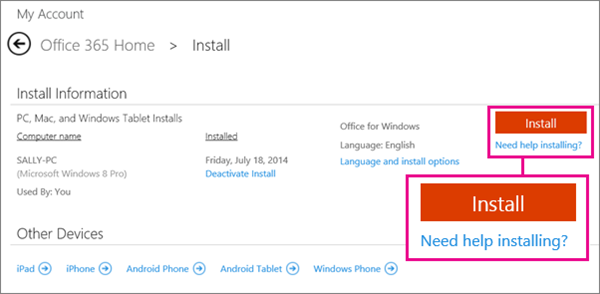 My Account
Office 365 Home > Install
Install Information
PC, Mac, and Windows Tablet Installs
Computer name Installed
SALLY-PC Friday, July 18, 2014
(Microsoft Windows 8 Pro) Deactivate Install
Used By: You
Office for Windows
Language: English
Language and install options
Install
Need help installing?
Install
Need help installing?
Other Devices
iPad iPhone Android Phone Android Tablet Windows Phone